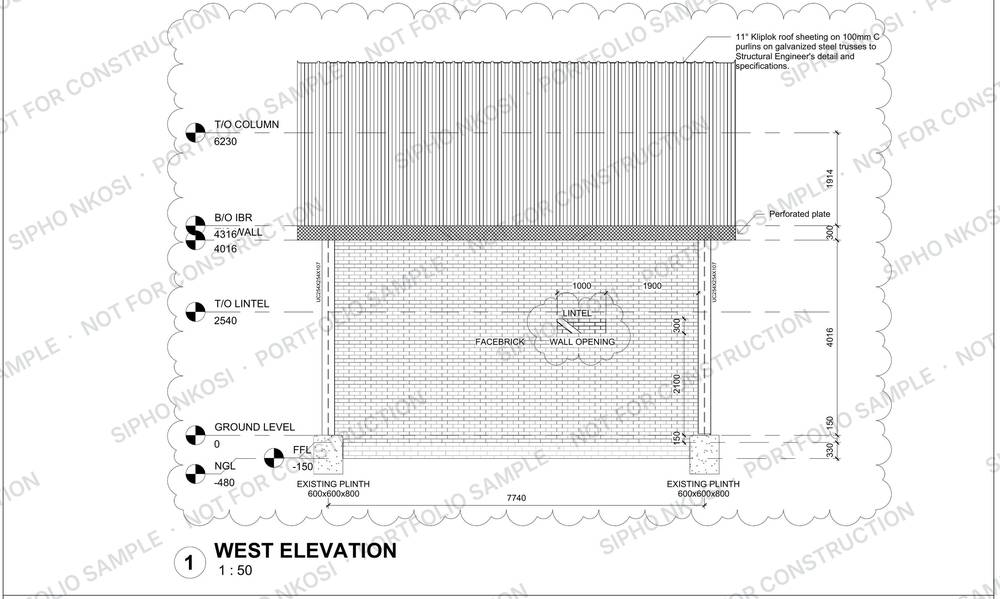 11° Kliplok roof sheeting on 100mm C
purlins on galvanized steel trusses to
Structural Engineer's detail and
specifications.
T/O COLUMN
6230
1914
B/O IBR
4316
WALL
4016
Perforated plate
300
UC254X254X107
UC254X254X107
T/O LINTEL
2540
1000
1900
LINTEL
300
FACEBRICK
WALL OPENING
4016
2100
GROUND LEVEL
0
150
150
FFL
-150
330
NGL
-480
EXISTING PLINTH
600x600x800
EXISTING PLINTH
600x600x800
7740
1
WEST ELEVATION
1 : 50
SIPHO NKOSI · PORTFOLIO SAMPLE · NOT FOR CONSTRUCTION